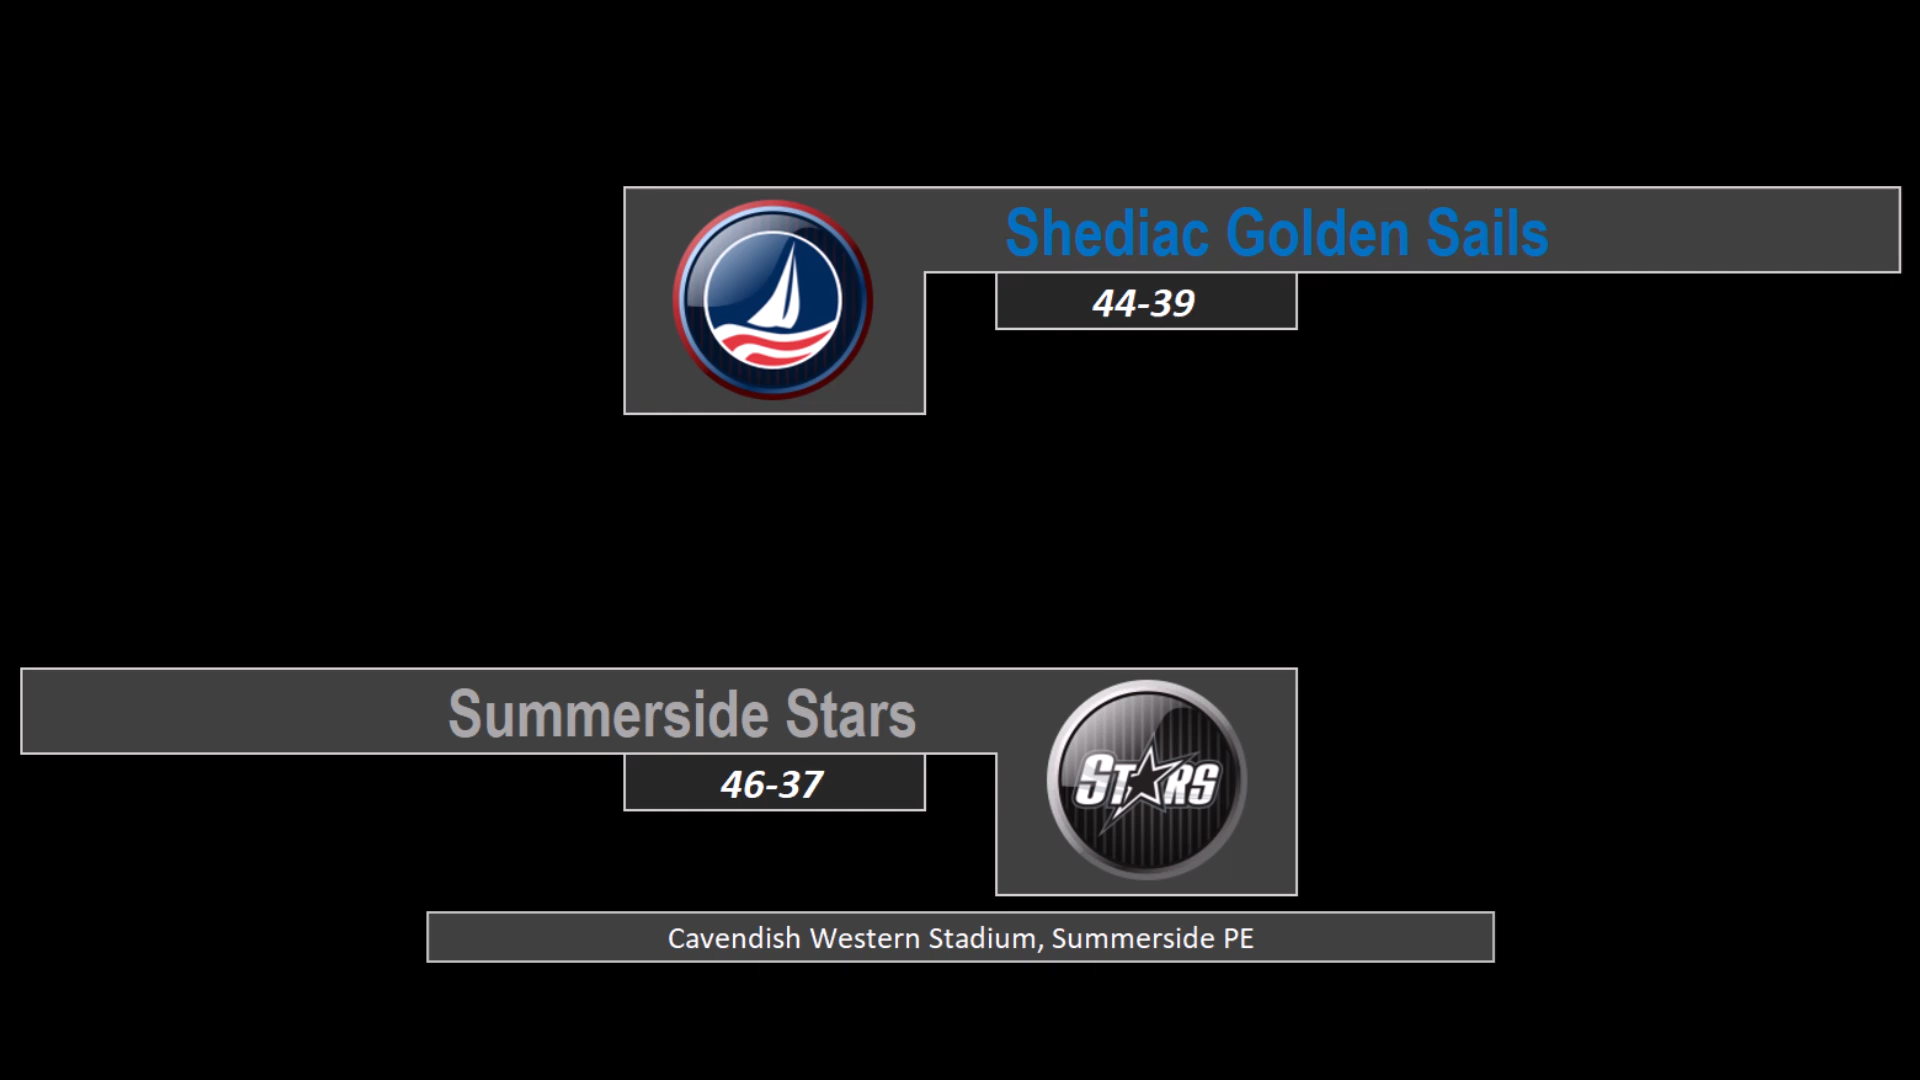 Shediac Golden Sails
44-39
Summerside Stars
46-37
STARS
Cavendish Western Stadium, Summerside PE